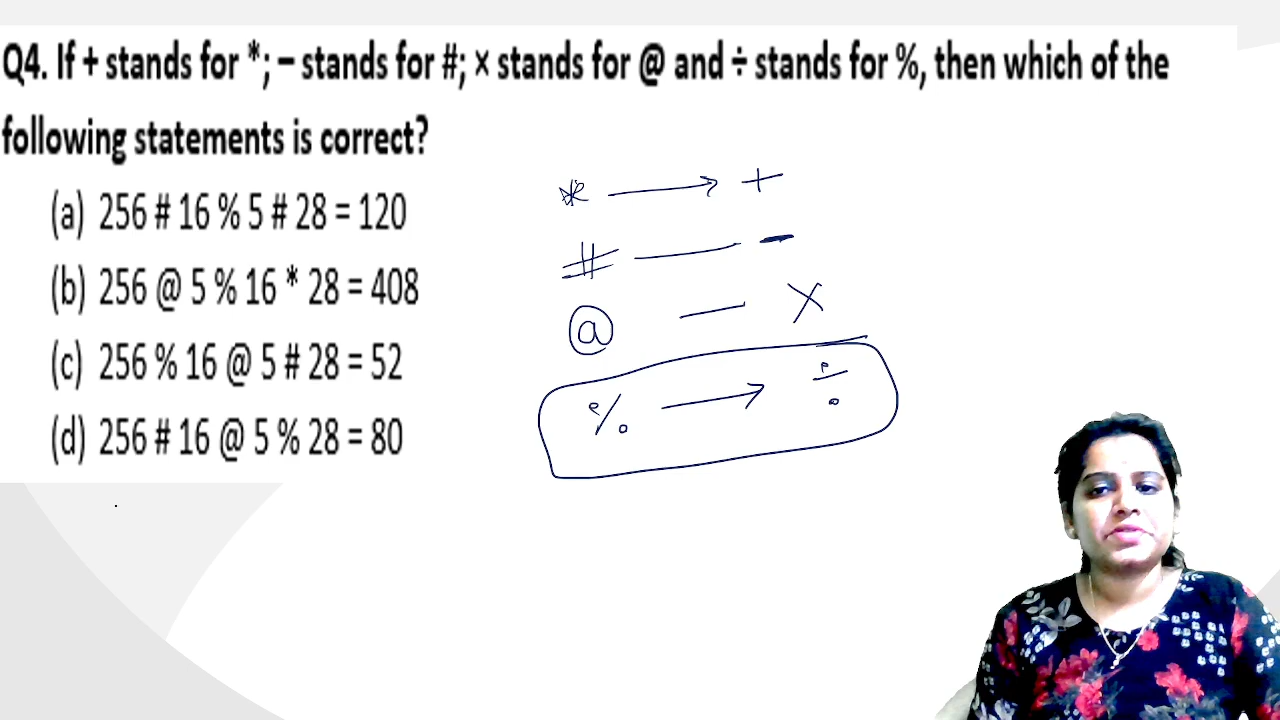 Q4. If + stands for *; − stands for #; × stands for @ and ÷ stands for %, then which of the
following statements is correct?
(a) 256 # 16 % 5 # 28 = 120
(b) 256 @ 5 % 16 * 28 = 408
(c) 256 % 16 @ 5 # 28 = 52
(d) 256 # 16 @ 5 % 28 = 80
* → +
# — -
@ — ×
% → ÷